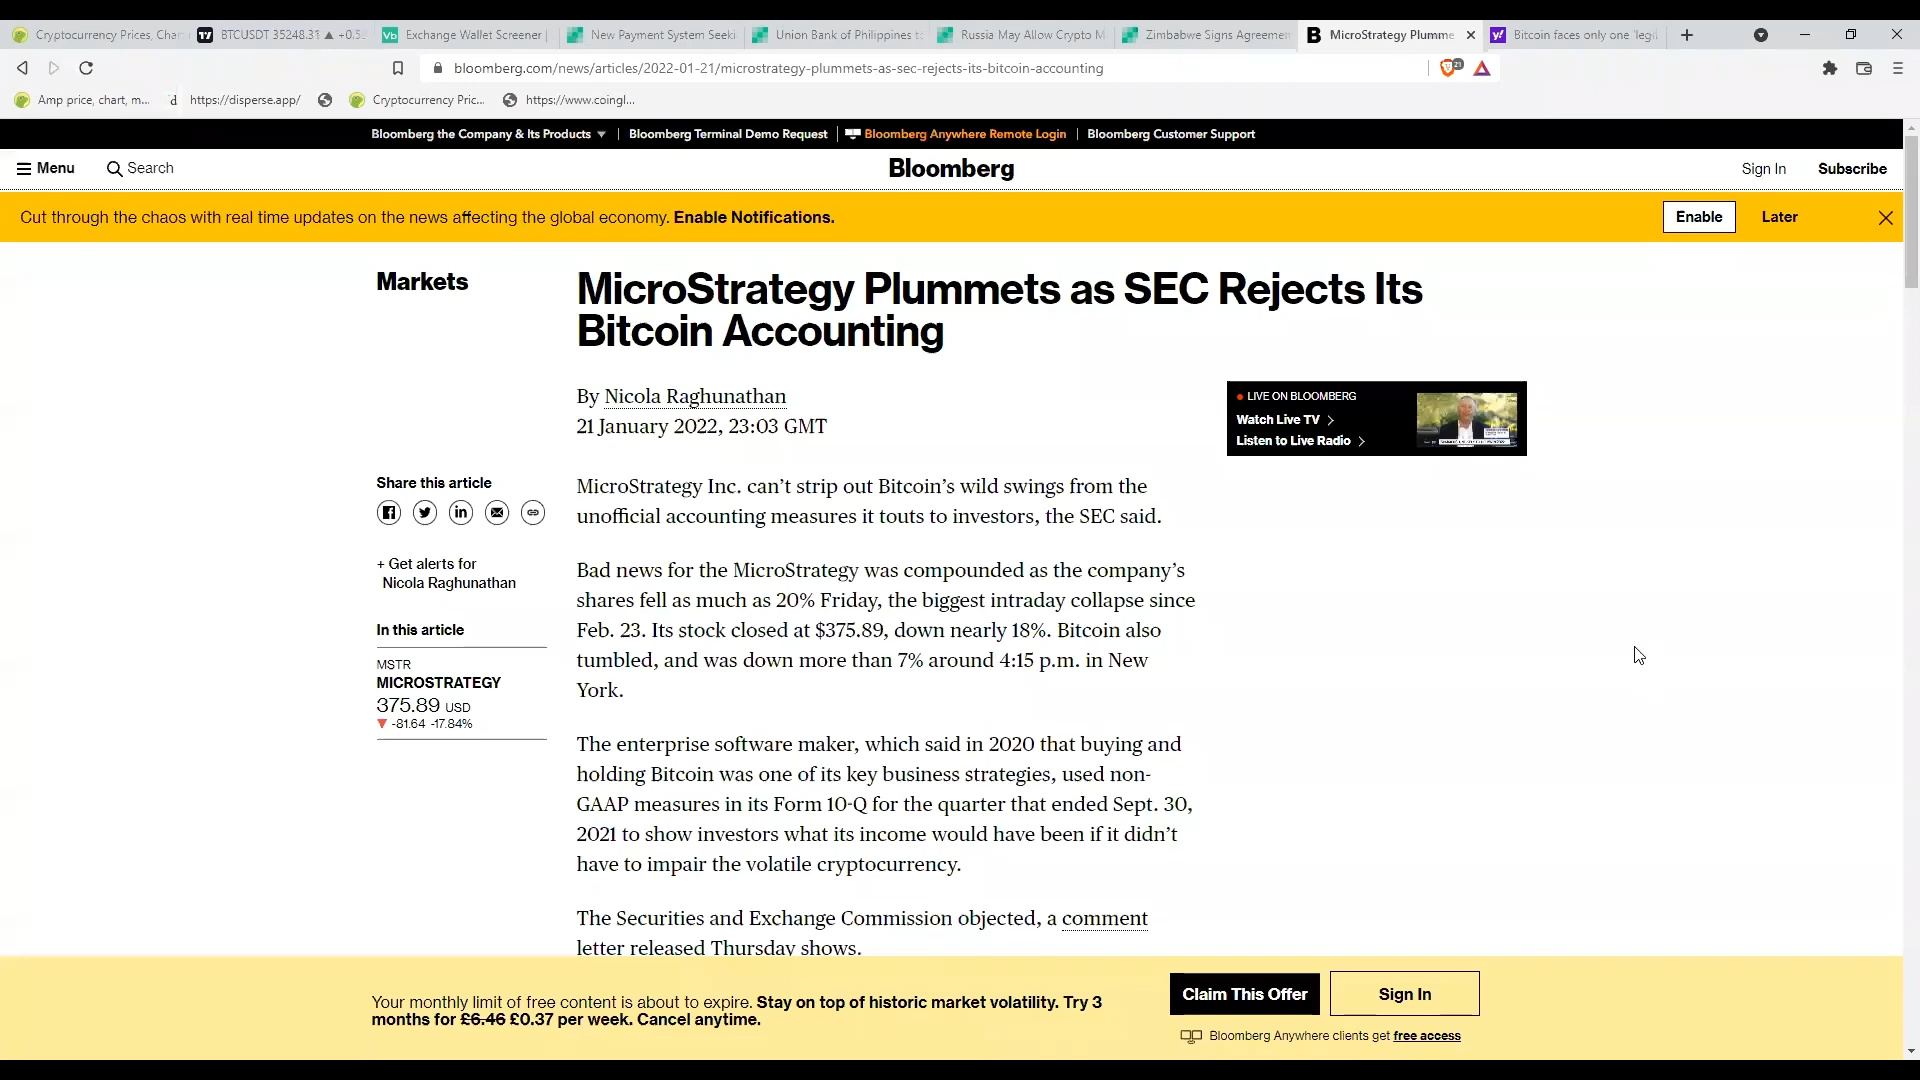 Cryptocurrency Prices, Char
BTCUSDT 35248.31 ▲ +0.5
Exchange Wallet Screener |
New Payment System Seeki
Union Bank of Philippines t
Russia May Allow Crypto M
Zimbabwe Signs Agreemen
MicroStrategy Plumme
Bitcoin faces only one 'legi
bloomberg.com/news/articles/2022-01-21/microstrategy-plummets-as-sec-rejects-its-bitcoin-accounting
21
Amp price, chart, m...
https://disperse.app/
Cryptocurrency Pric...
https://www.coingl...
Bloomberg the Company & Its Products ▼
Bloomberg Terminal Demo Request
Bloomberg Anywhere Remote Login
Bloomberg Customer Support
Menu
Search
Bloomberg
Sign In
Subscribe
Cut through the chaos with real time updates on the news affecting the global economy. Enable Notifications.
Enable
Later
Markets
MicroStrategy Plummets as SEC Rejects Its
Bitcoin Accounting
By Nicola Raghunathan
21 January 2022, 23:03 GMT
LIVE ON BLOOMBERG
Watch Live TV >
Listen to Live Radio >
Share this article
+ Get alerts for
Nicola Raghunathan
In this article
MSTR
MICROSTRATEGY
375.89 USD
▼ -81.64 -17.84%
MicroStrategy Inc. can't strip out Bitcoin's wild swings from the
unofficial accounting measures it touts to investors, the SEC said.
Bad news for the MicroStrategy was compounded as the company's
shares fell as much as 20% Friday, the biggest intraday collapse since
Feb. 23. Its stock closed at $375.89, down nearly 18%. Bitcoin also
tumbled, and was down more than 7% around 4:15 p.m. in New
York.
The enterprise software maker, which said in 2020 that buying and
holding Bitcoin was one of its key business strategies, used non-
GAAP measures in its Form 10-Q for the quarter that ended Sept. 30,
2021 to show investors what its income would have been if it didn't
have to impair the volatile cryptocurrency.
The Securities and Exchange Commission objected, a comment
letter released Thursday shows.
Your monthly limit of free content is about to expire. Stay on top of historic market volatility. Try 3
months for £6.46 £0.37 per week. Cancel anytime.
Claim This Offer
Sign In
Bloomberg Anywhere clients get free access